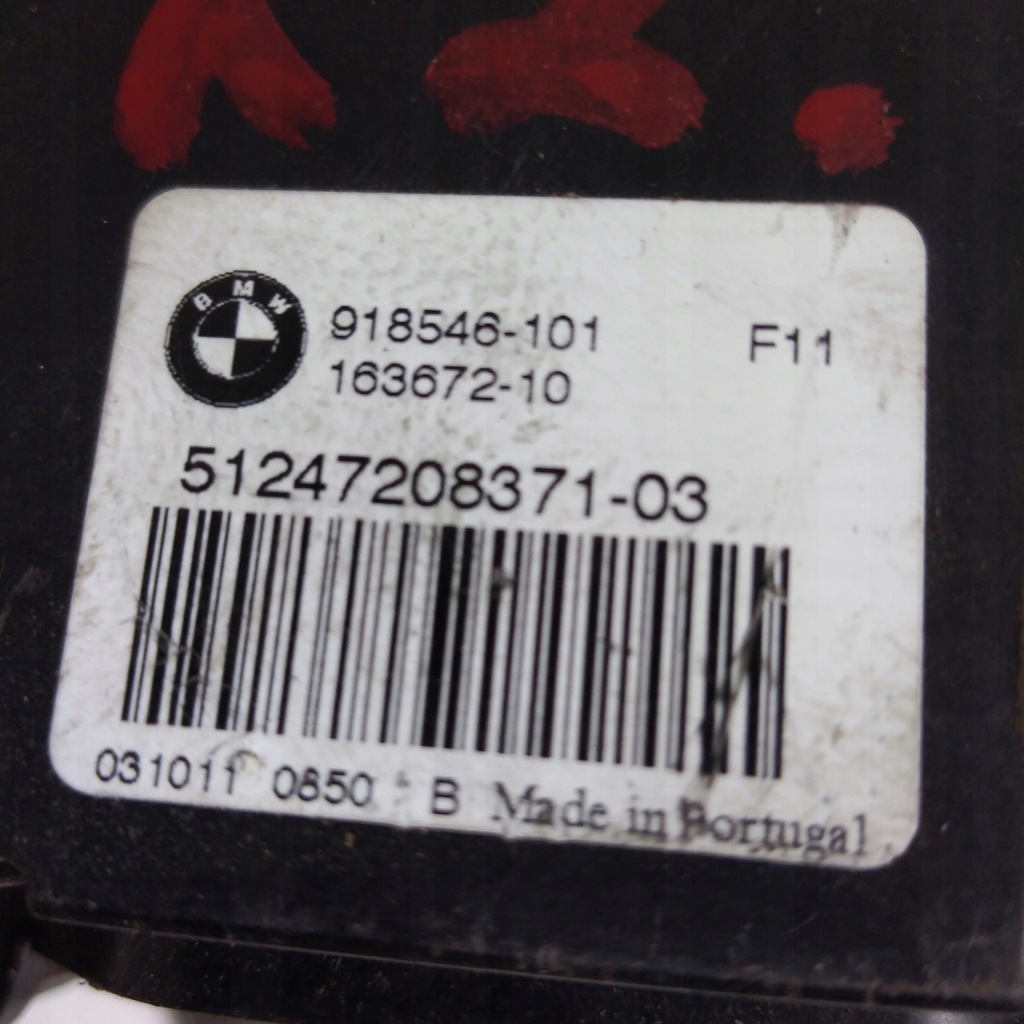 BMW
918546-101 F11
163672-10
51247208371-03
031011 0850 B Made in Portugal